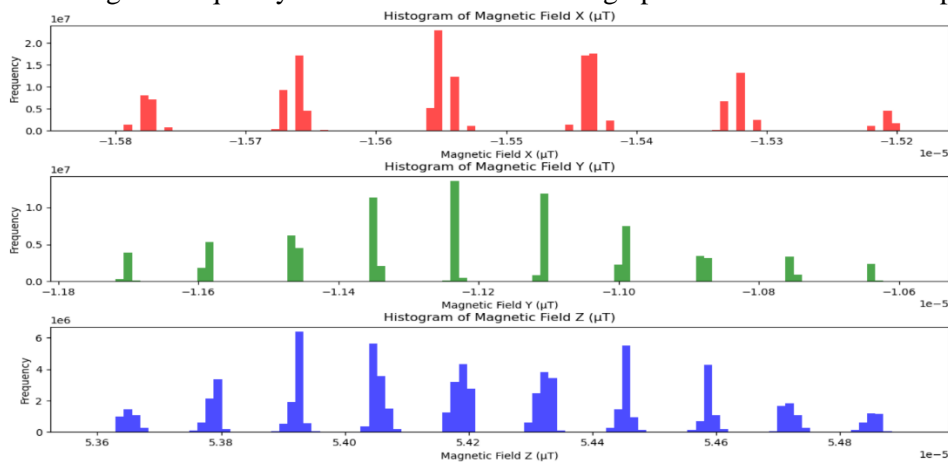 Histogram of Magnetic Field X (μT)
1e7
Frequency
2.0
1.5
1.0
0.5
0.0
−1.58 −1.57 −1.56 −1.55 −1.54 −1.53 −1.52
Magnetic Field X (μT)
1e−5
Histogram of Magnetic Field Y (μT)
1e7
Frequency
1.0
0.5
0.0
−1.18 −1.16 −1.14 −1.12 −1.10 −1.08 −1.06
Magnetic Field Y (μT)
1e−5
Histogram of Magnetic Field Z (μT)
1e6
Frequency
6
4
2
0
5.36 5.38 5.40 5.42 5.44 5.46 5.48
Magnetic Field Z (μT)
1e−5